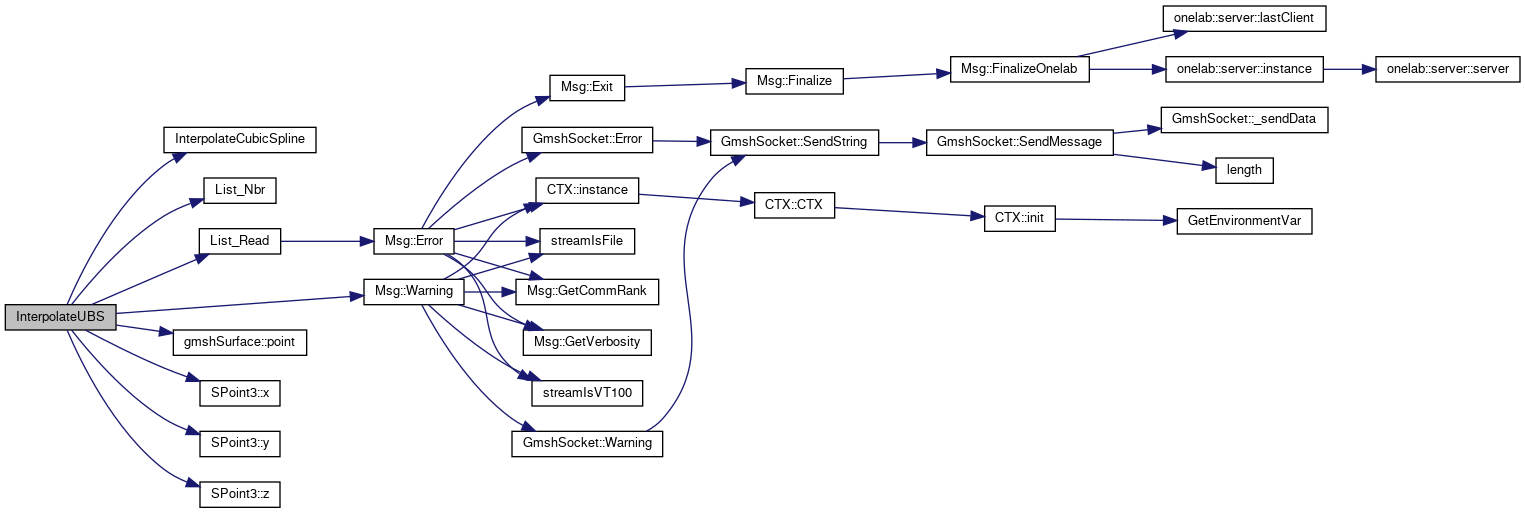 InterpolateUBS
InterpolateCubicSpline
List_Nbr
List_Read
Msg::Warning
gmshSurface::point
SPoint3::x
SPoint3::y
SPoint3::z
Msg::Error
Msg::Exit
GmshSocket::Error
CTX::instance
streamIsFile
Msg::GetCommRank
Msg::GetVerbosity
streamIsVT100
GmshSocket::Warning
Msg::Finalize
GmshSocket::SendString
CTX::CTX
Msg::FinalizeOnelab
GmshSocket::SendMessage
CTX::init
onelab::server::lastClient
onelab::server::instance
GmshSocket::_sendData
length
GetEnvironmentVar
onelab::server::server